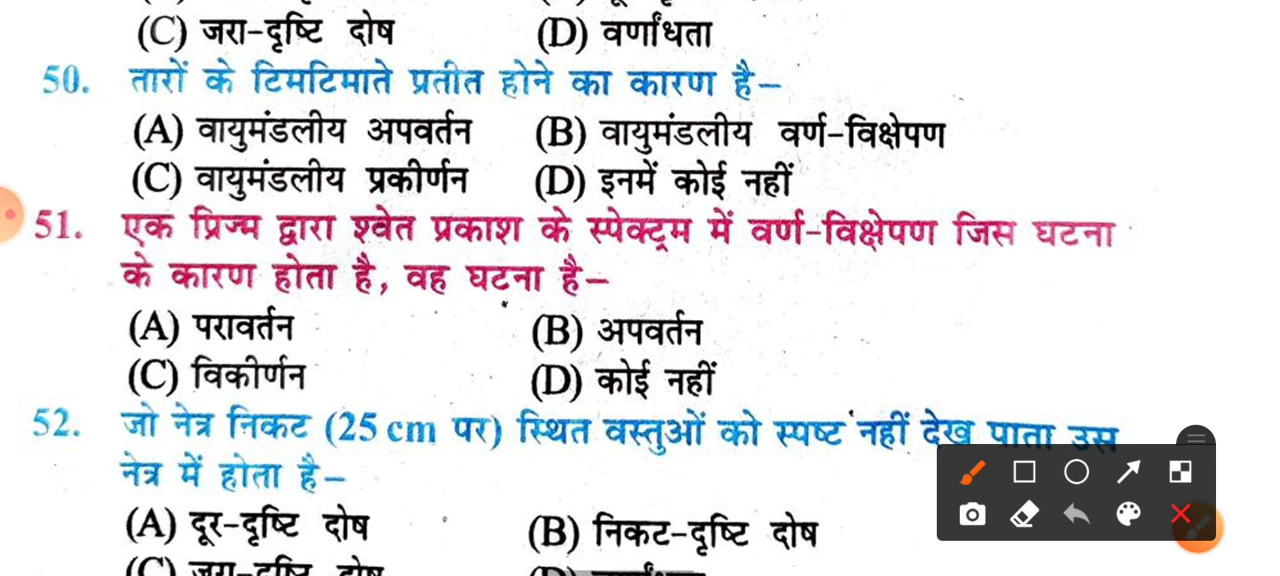 (C) जरा-दृष्टि दोष (D) वर्णांधता
50. तारों के टिमटिमाते प्रतीत होने का कारण है–
(A) वायुमंडलीय अपवर्तन (B) वायुमंडलीय वर्ण-विक्षेपण
(C) वायुमंडलीय प्रकीर्णन (D) इनमें कोई नहीं
51. एक प्रिज्म द्वारा श्वेत प्रकाश के स्पेक्ट्रम में वर्ण-विक्षेपण जिस घटना
के कारण होता है, वह घटना है–
(A) परावर्तन (B) अपवर्तन
(C) विकीर्णन (D) कोई नहीं
52. जो नेत्र निकट (25 cm पर) स्थित वस्तुओं को स्पष्ट नहीं देख पाता उस
नेत्र में होता है–
(A) दूर-दृष्टि दोष (B) निकट-दृष्टि दोष
(C) जरा-दृष्टि दोष (D)